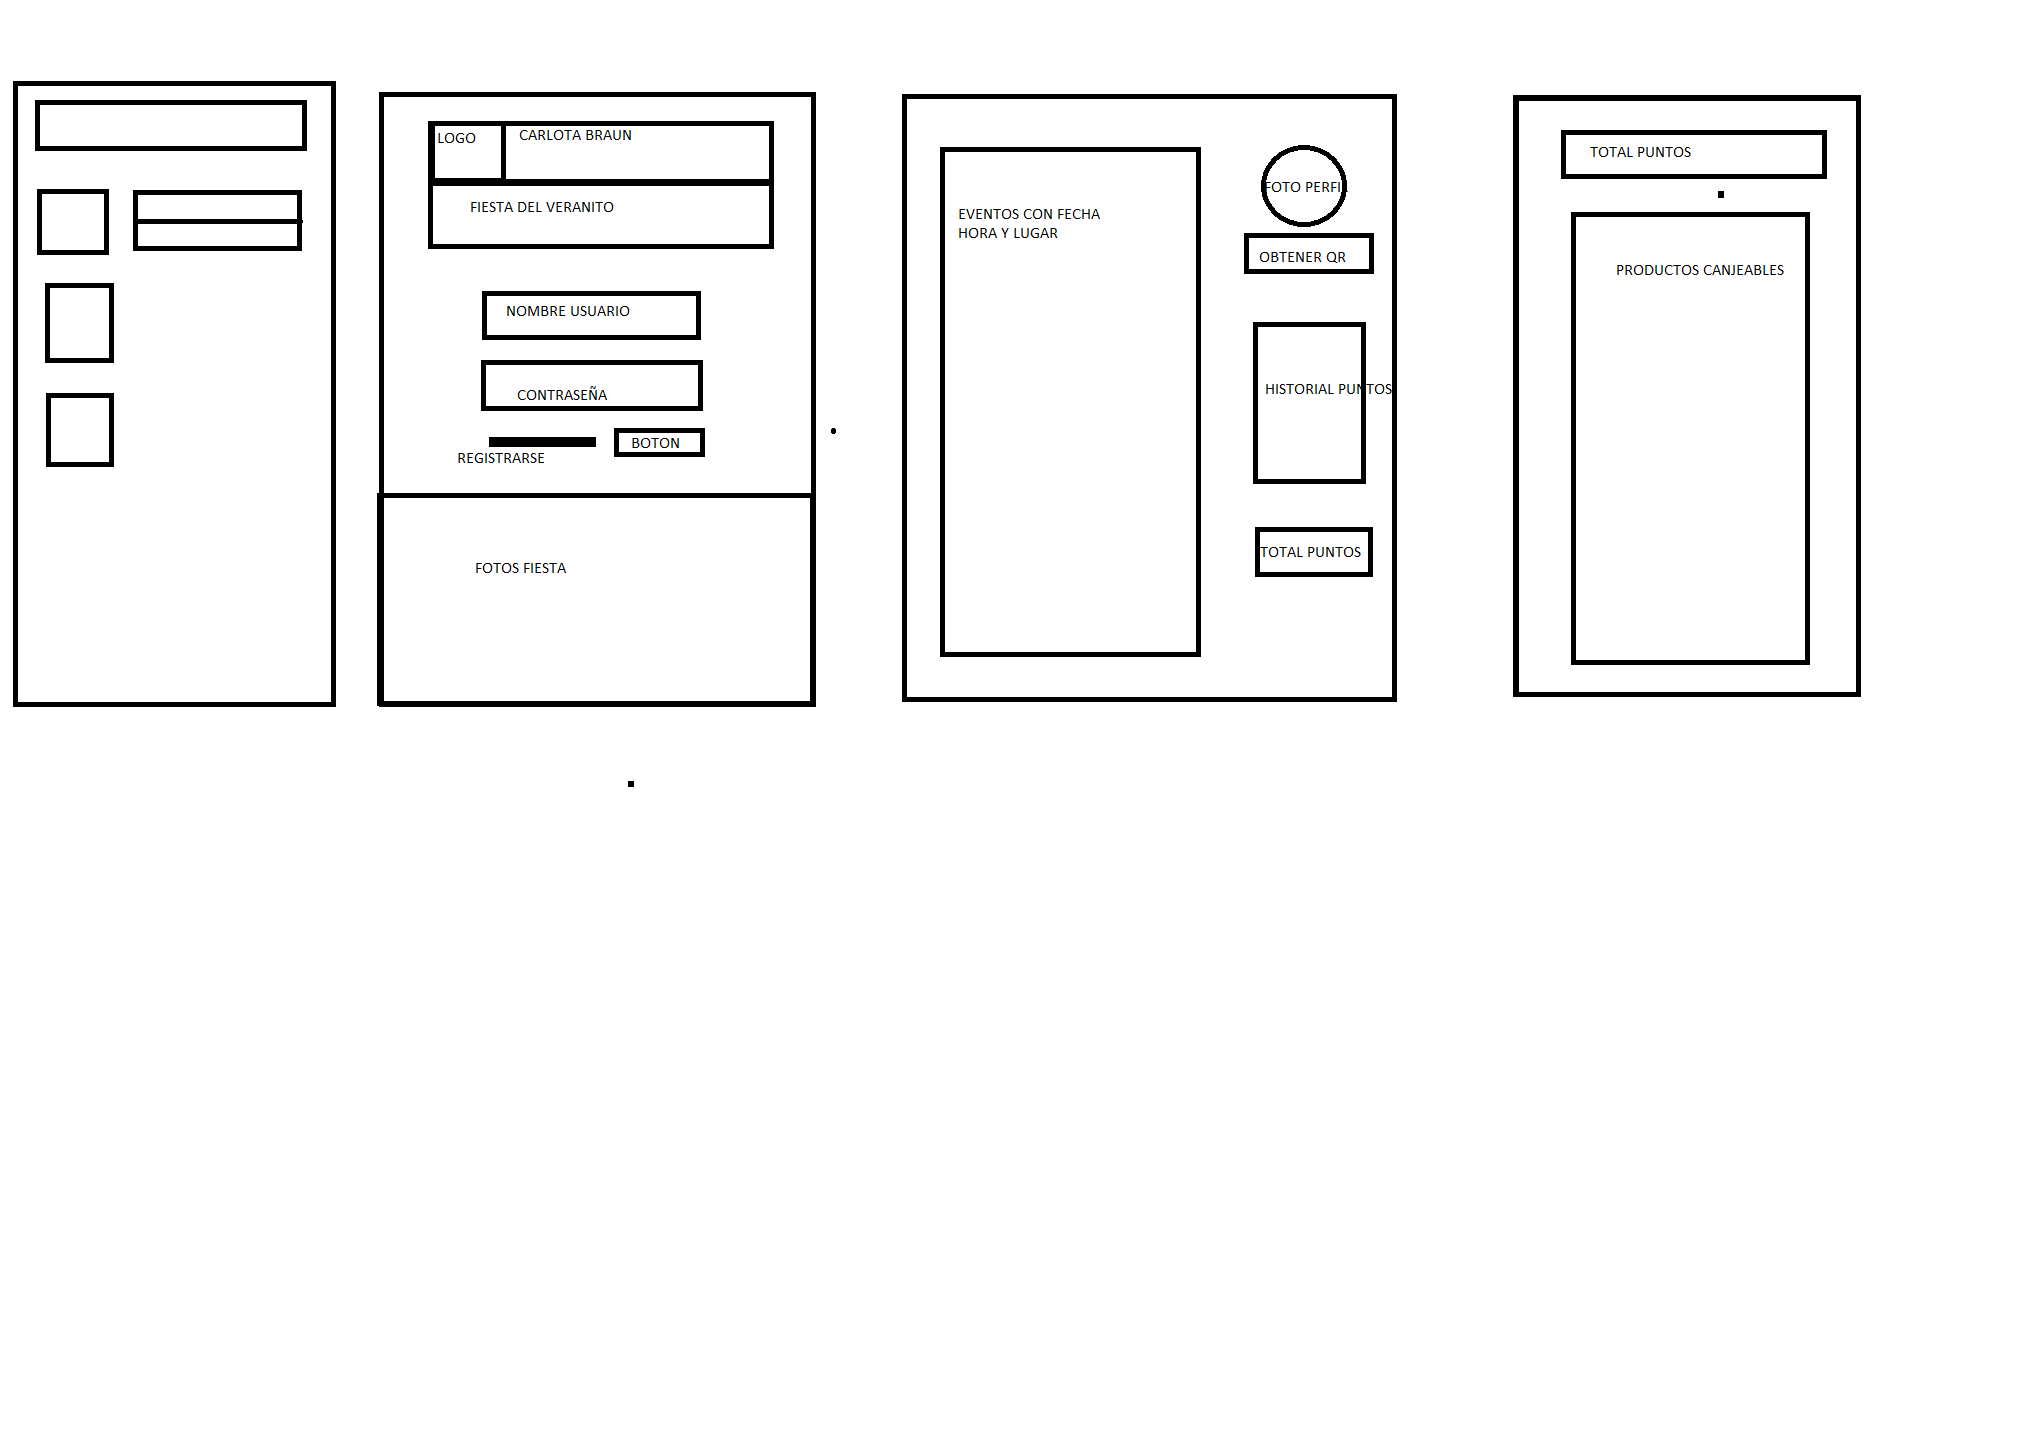 LOGO
CARLOTA BRAUN
FIESTA DEL VERANITO
NOMBRE USUARIO
CONTRASEÑA
BOTON
REGISTRARSE
FOTOS FIESTA
EVENTOS CON FECHA
HORA Y LUGAR
FOTO PERFIL
OBTENER QR
HISTORIAL PUNTOS
TOTAL PUNTOS
TOTAL PUNTOS
PRODUCTOS CANJEABLES